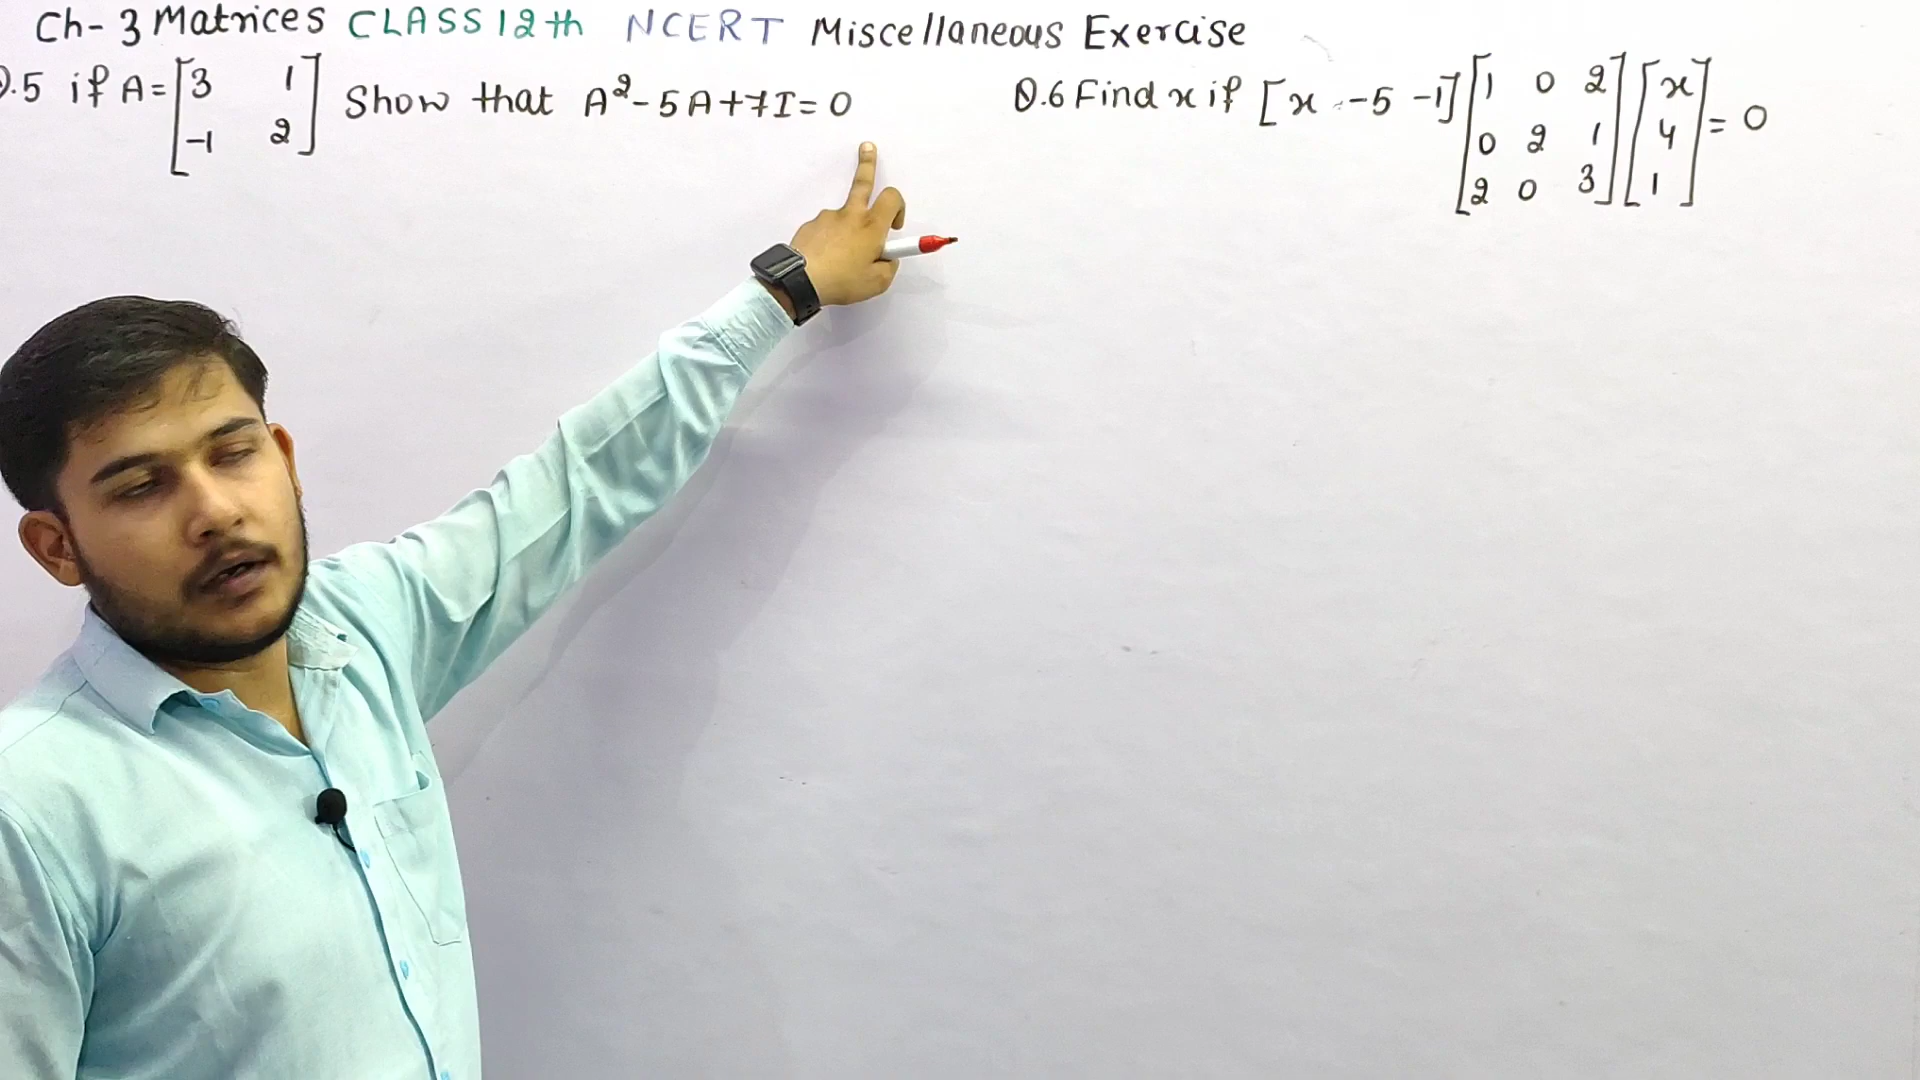 Ch-3 Matrices CLASS 12th NCERT Miscellaneous Exercise
Q.5 if A = [3 1 Show that A²-5A+7I=0
-1 2]
Q.6 Find x if [x -5 -1] [1 0 2 [x
0 2 1 4 = 0
2 0 3] 1]